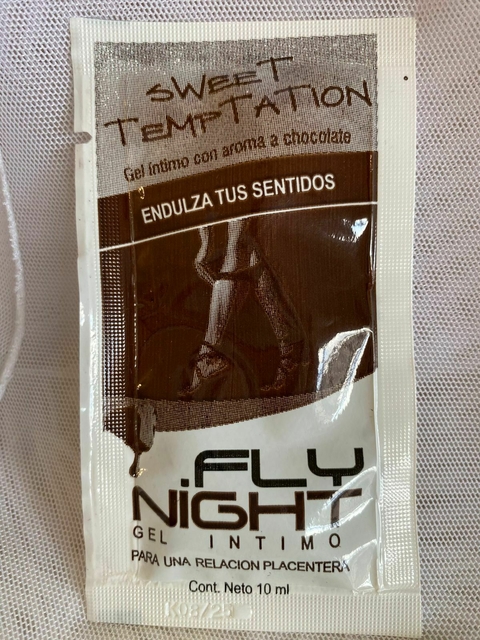 SWEET
TEMPTATION
Gel íntimo con aroma a chocolate
ENDULZA TUS SENTIDOS
FLY
NiGHT
GEL INTIMO
PARA UNA RELACION PLACENTERA
Cont. Neto 10 ml